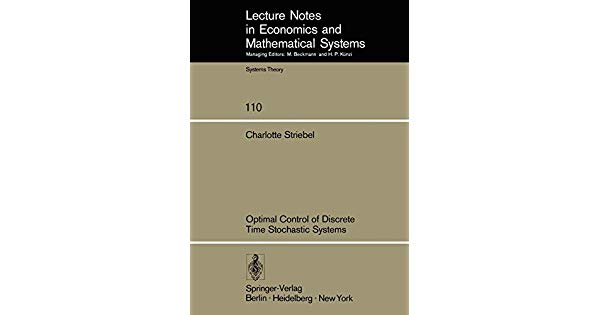 Lecture Notes
in Economics and
Mathematical Systems
Managing Editors: M. Beckmann and H. P. Künzi
Systems Theory
110
Charlotte Striebel
Optimal Control of Discrete
Time Stochastic Systems
Springer-Verlag
Berlin · Heidelberg · New York